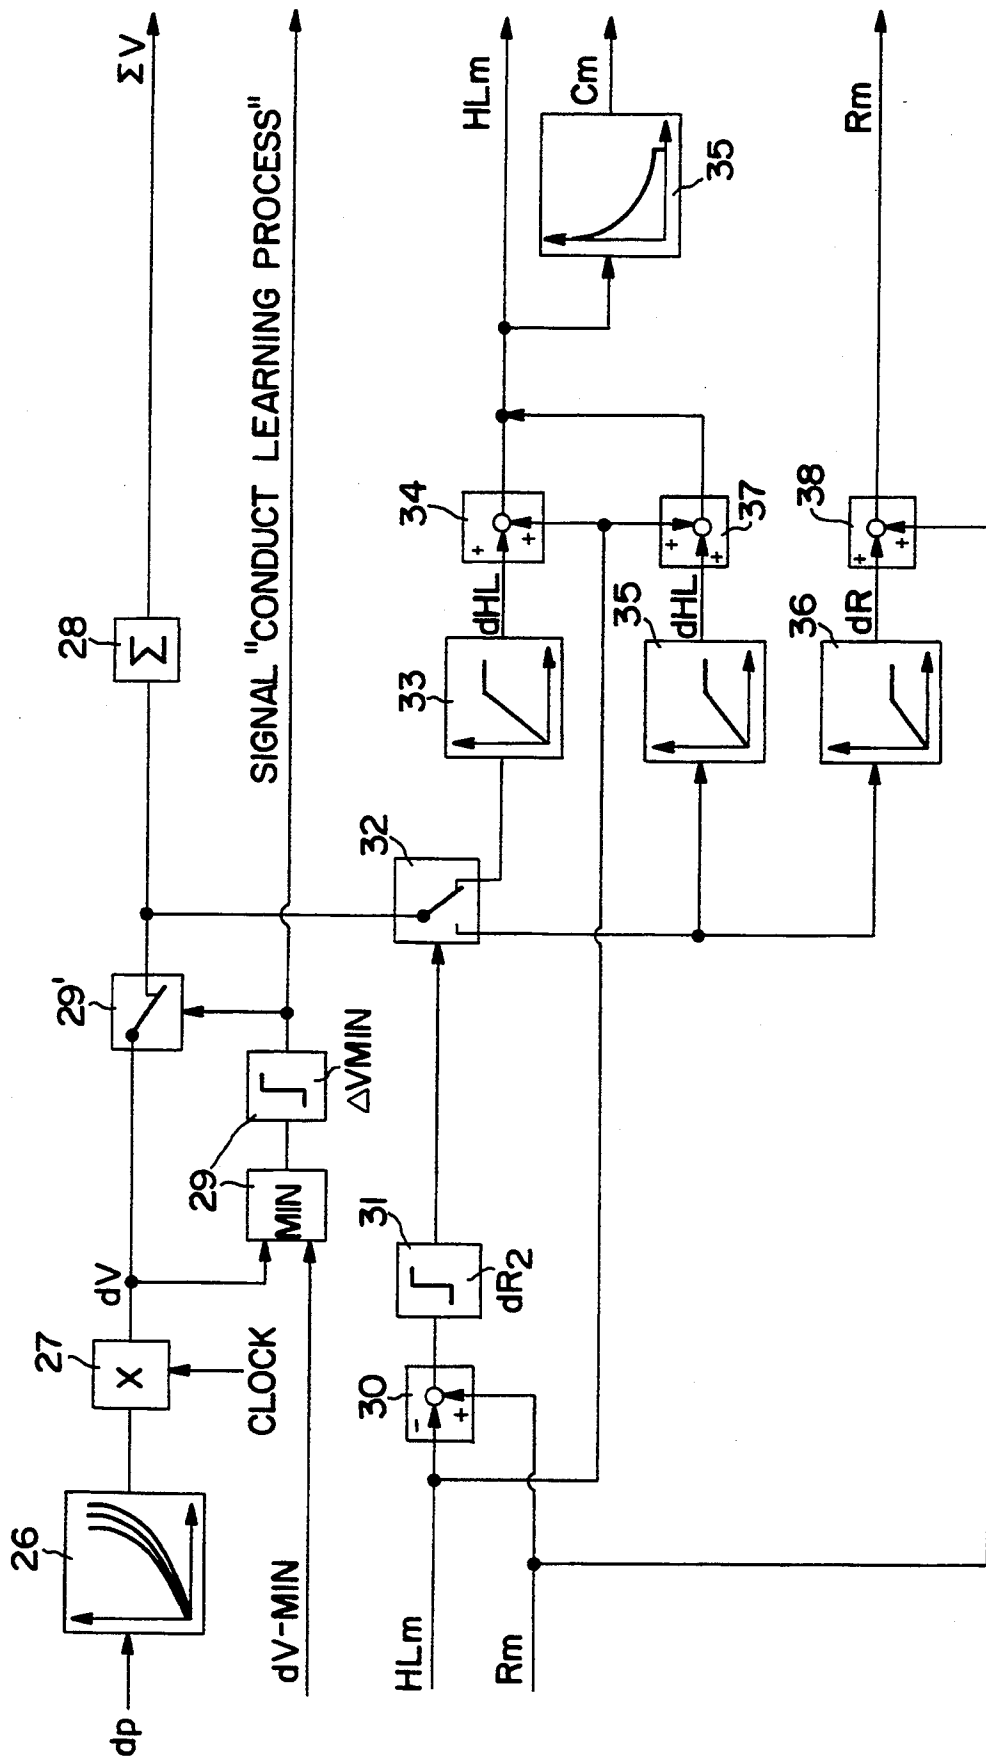 dp
26
27
X
CLOCK
dV
29'
28
Σ
ΣV
dV-MIN
29
MIN
ΔVMIN
SIGNAL "CONDUCT LEARNING PROCESS"
HLm
Rm
30
-
+
31
dR2
32
33
dHL
34
+
+
HLm
35
Cm
35
dHL
37
+
+
36
dR
38
+
+
Rm